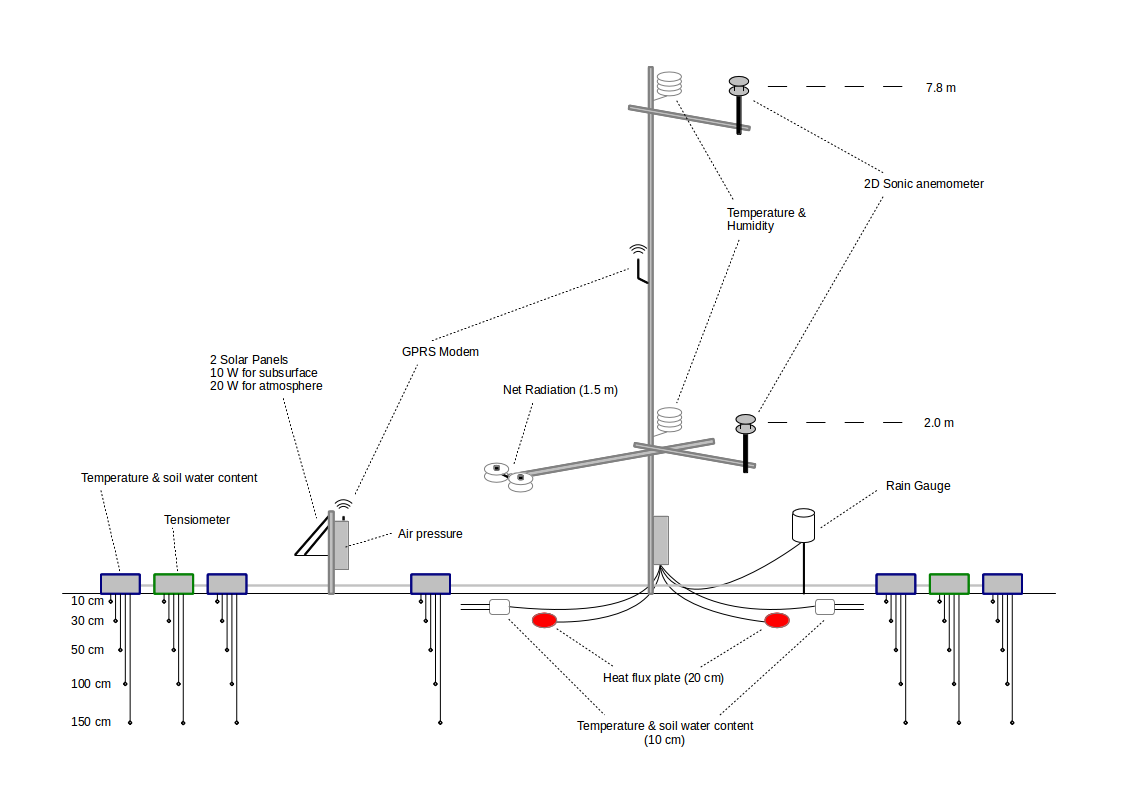 7.8 m
2D Sonic anemometer
Temperature &
Humidity
GPRS Modem
2 Solar Panels
10 W for subsurface
20 W for atmosphere
Net Radiation (1.5 m)
2.0 m
Temperature & soil water content
Rain Gauge
Tensiometer
Air pressure
10 cm
30 cm
50 cm
100 cm
150 cm
Heat flux plate (20 cm)
Temperature & soil water content
(10 cm)